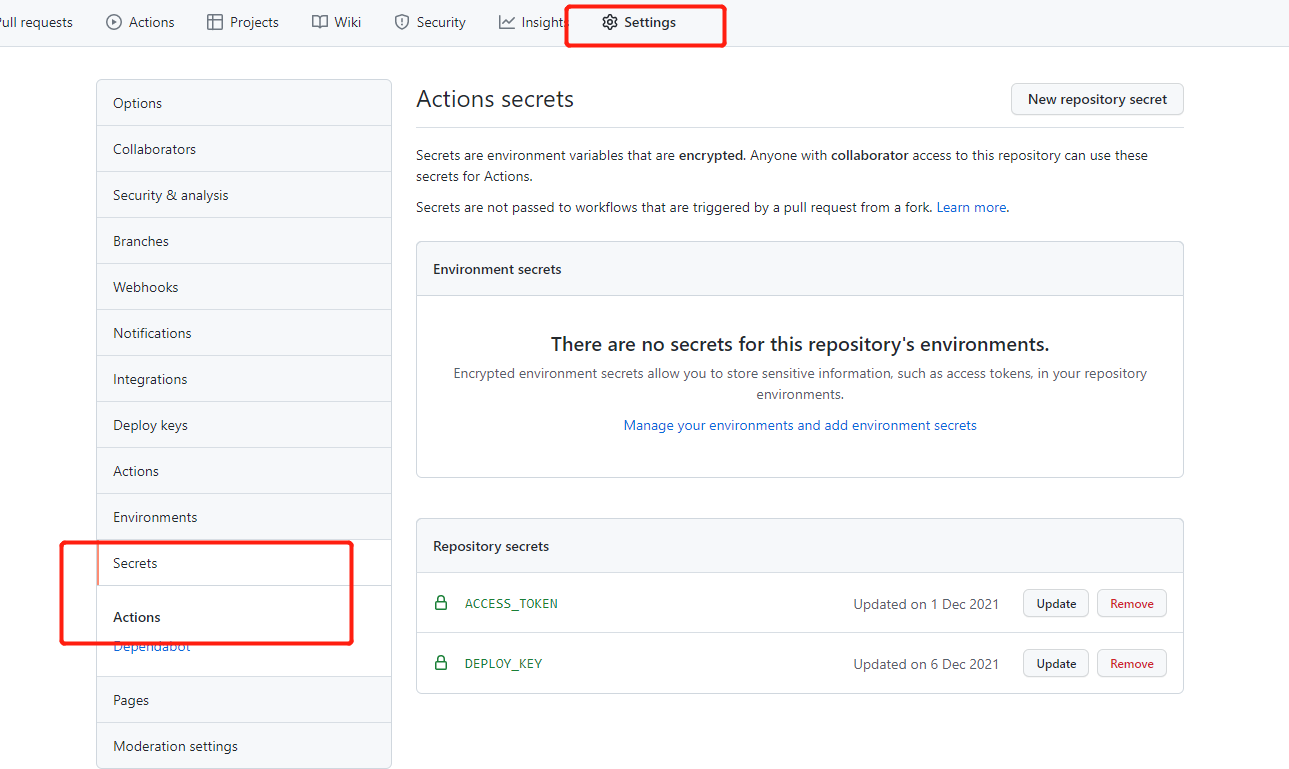 ull requests
Actions
Projects
Wiki
Security
Insights
Settings
Options
Collaborators
Security & analysis
Branches
Webhooks
Notifications
Integrations
Deploy keys
Actions
Environments
Secrets
Actions
Dependabot
Pages
Moderation settings
Actions secrets
New repository secret
Secrets are environment variables that are encrypted. Anyone with collaborator access to this repository can use these
secrets for Actions.
Secrets are not passed to workflows that are triggered by a pull request from a fork. Learn more.
Environment secrets
There are no secrets for this repository's environments.
Encrypted environment secrets allow you to store sensitive information, such as access tokens, in your repository
environments.
Manage your environments and add environment secrets
Repository secrets
ACCESS_TOKEN Updated on 1 Dec 2021 Update Remove
DEPLOY_KEY Updated on 6 Dec 2021 Update Remove